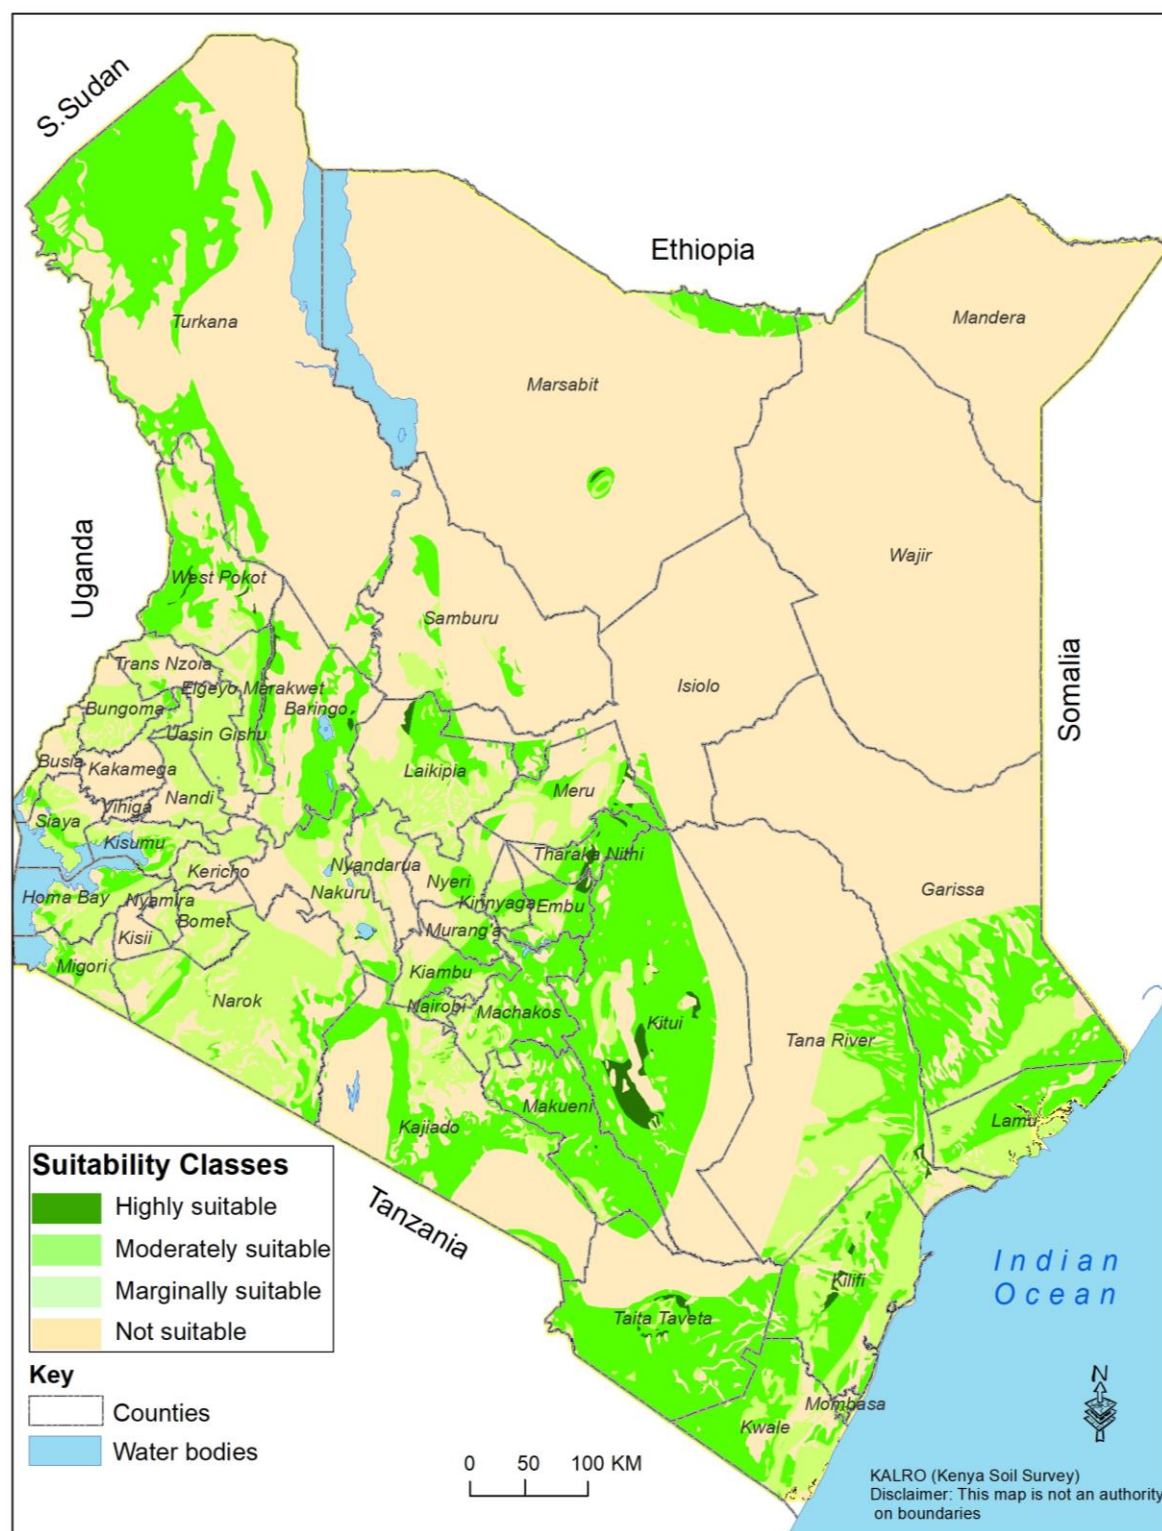 S.Sudan
Ethiopia
Mandera
Turkana
Marsabit
Uganda
Wajir
West Pokot
Samburu
Somalia
Trans Nzoia
Elgeyo Marakwet
Isiolo
Bungoma
Baringo
Uasin Gishu
Busia
Kakamega
Laikipia
Nandi
Meru
Vihiga
Siaya
Kisumu
Tharaka Nithi
Kericho
Nyandarua
Nyeri
Garissa
Homa Bay
Nyamira
Nakuru
Kirinyaga
Embu
Bomet
Murang'a
Kisii
Migori
Kiambu
Narok
Nairobi
Machakos
Kitui
Tana River
Makueni
Lamu
Kajiado
Tanzania
Indian
Ocean
Kilifi
Taita Taveta
Mombasa
Kwale
N
Suitability Classes
Highly suitable
Moderately suitable
Marginally suitable
Not suitable
Key
Counties
Water bodies
0 50 100 KM
KALRO (Kenya Soil Survey)
Disclaimer: This map is not an authority
on boundaries